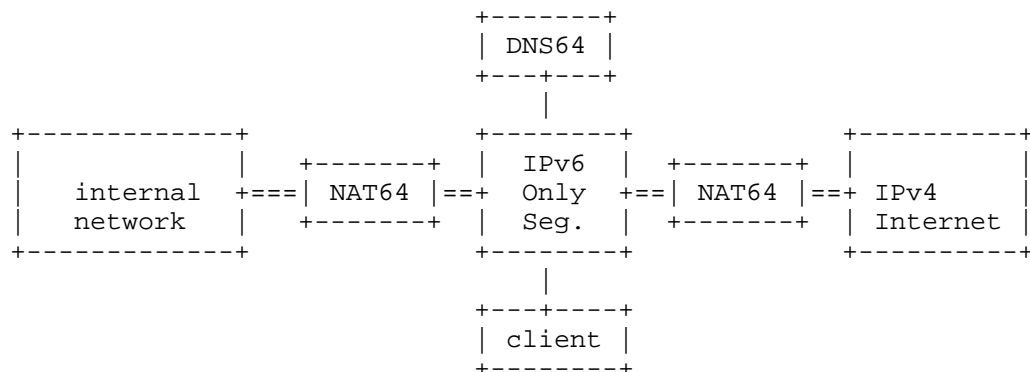 DNS64
IPv6
internal NAT64 Only NAT64 IPv4
network Seg. Internet
client